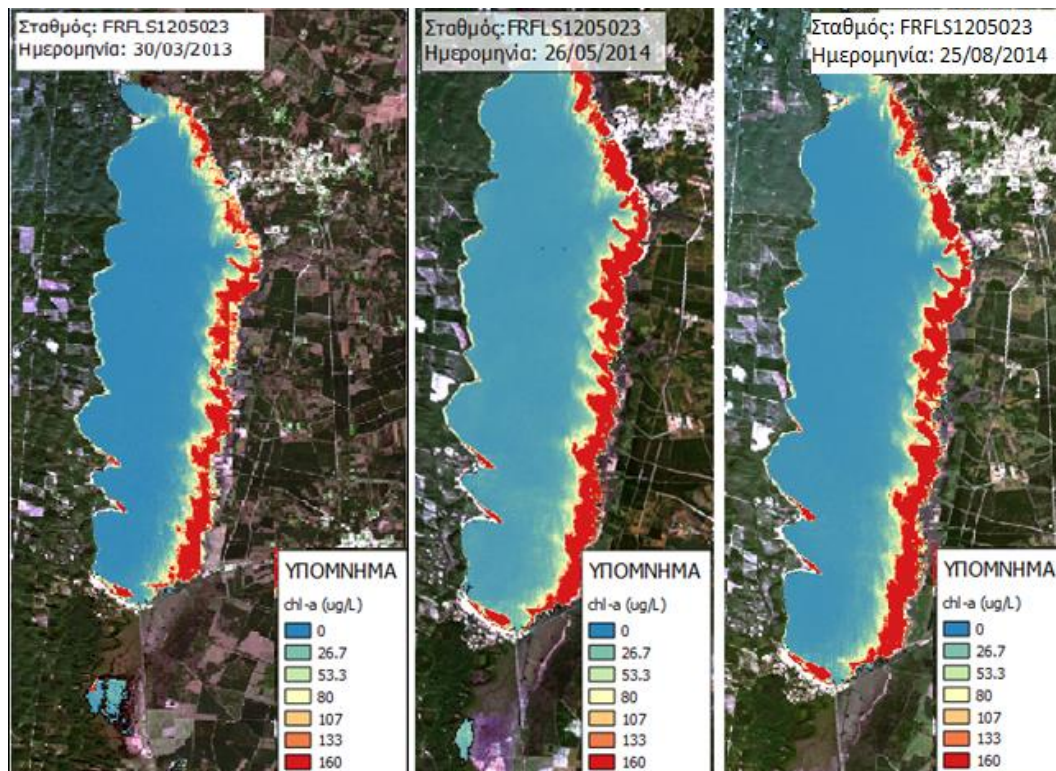 Σταθμός: FRFLS1205023
Ημερομηνία: 30/03/2013
ΥΠΟΜΝΗΜΑ
chl-a (ug/L)
0
26.7
53.3
80
107
133
160
Σταθμός:FRFLS1205023
Ημερομηνία: 26/05/2014
ΥΠΟΜΝΗΜΑ
chl-a (ug/L)
0
26.7
53.3
80
107
133
160
Σταθμός: FRFLS1205023
Ημερομηνία: 25/08/2014
ΥΠΟΜΝΗΜΑ
chl-a (ug/L)
0
26.7
53.3
80
107
133
160